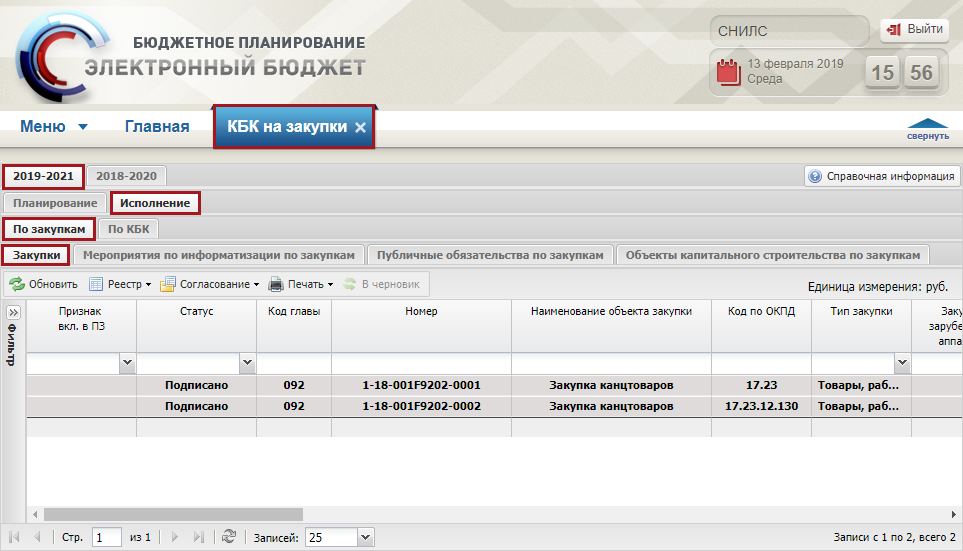 БЮДЖЕТНОЕ ПЛАНИРОВАНИЕ
ЭЛЕКТРОННЫЙ БЮДЖЕТ
СНИЛС
Выйти
13 февраля 2019
Среда
15 56
Меню Главная КБК на закупки
свернуть
2019-2021 2018-2020 Справочная информация
Планирование Исполнение
По закупкам По КБК
Закупки Мероприятия по информатизации по закупкам Публичные обязательства по закупкам Объекты капитального строительства по закупкам
Обновить Реестр Согласование Печать В черновик Единица измерения: руб.
Фильтр
Признак вкл. в ПЗ Статус Код главы Номер Наименование объекта закупки Код по ОКПД Тип закупки Заку зарубе аппа
Подписано 092 1-18-001F9202-0001 Закупка канцтоваров 17.23 Товары, раб...
Подписано 092 1-18-001F9202-0002 Закупка канцтоваров 17.23.12.130 Товары, раб...
Стр. 1 из 1 Записей: 25 Записи с 1 по 2, всего 2